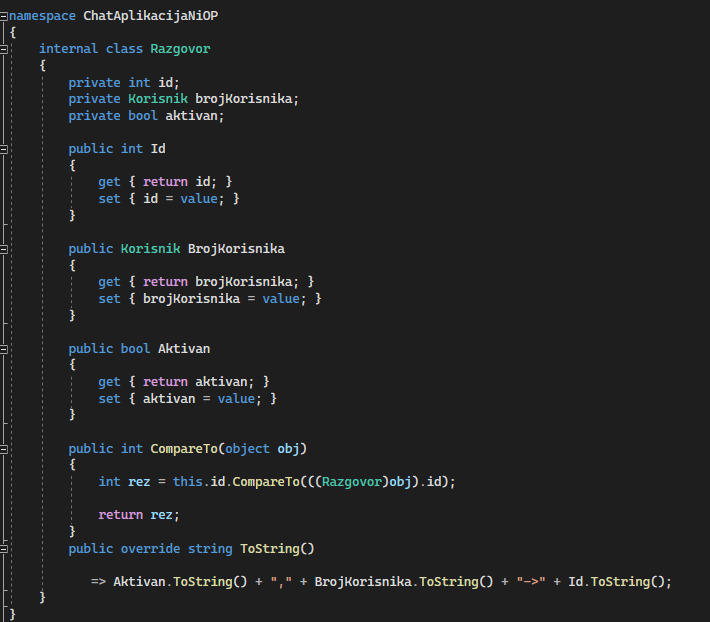 namespace ChatAplikacijaNiOP
{
    internal class Razgovor
    {
        private int id;
        private Korisnik brojKorisnika;
        private bool aktivan;

        public int Id
        {
            get { return id; }
            set { id = value; }
        }

        public Korisnik BrojKorisnika
        {
            get { return brojKorisnika; }
            set { brojKorisnika = value; }
        }

        public bool Aktivan
        {
            get { return aktivan; }
            set { aktivan = value; }
        }

        public int CompareTo(object obj)
        {
            int rez = this.id.CompareTo(((Razgovor)obj).id);

            return rez;
        }
        public override string ToString()

           => Aktivan.ToString() + "," + BrojKorisnika.ToString() + "->" + Id.ToString();
    }
}